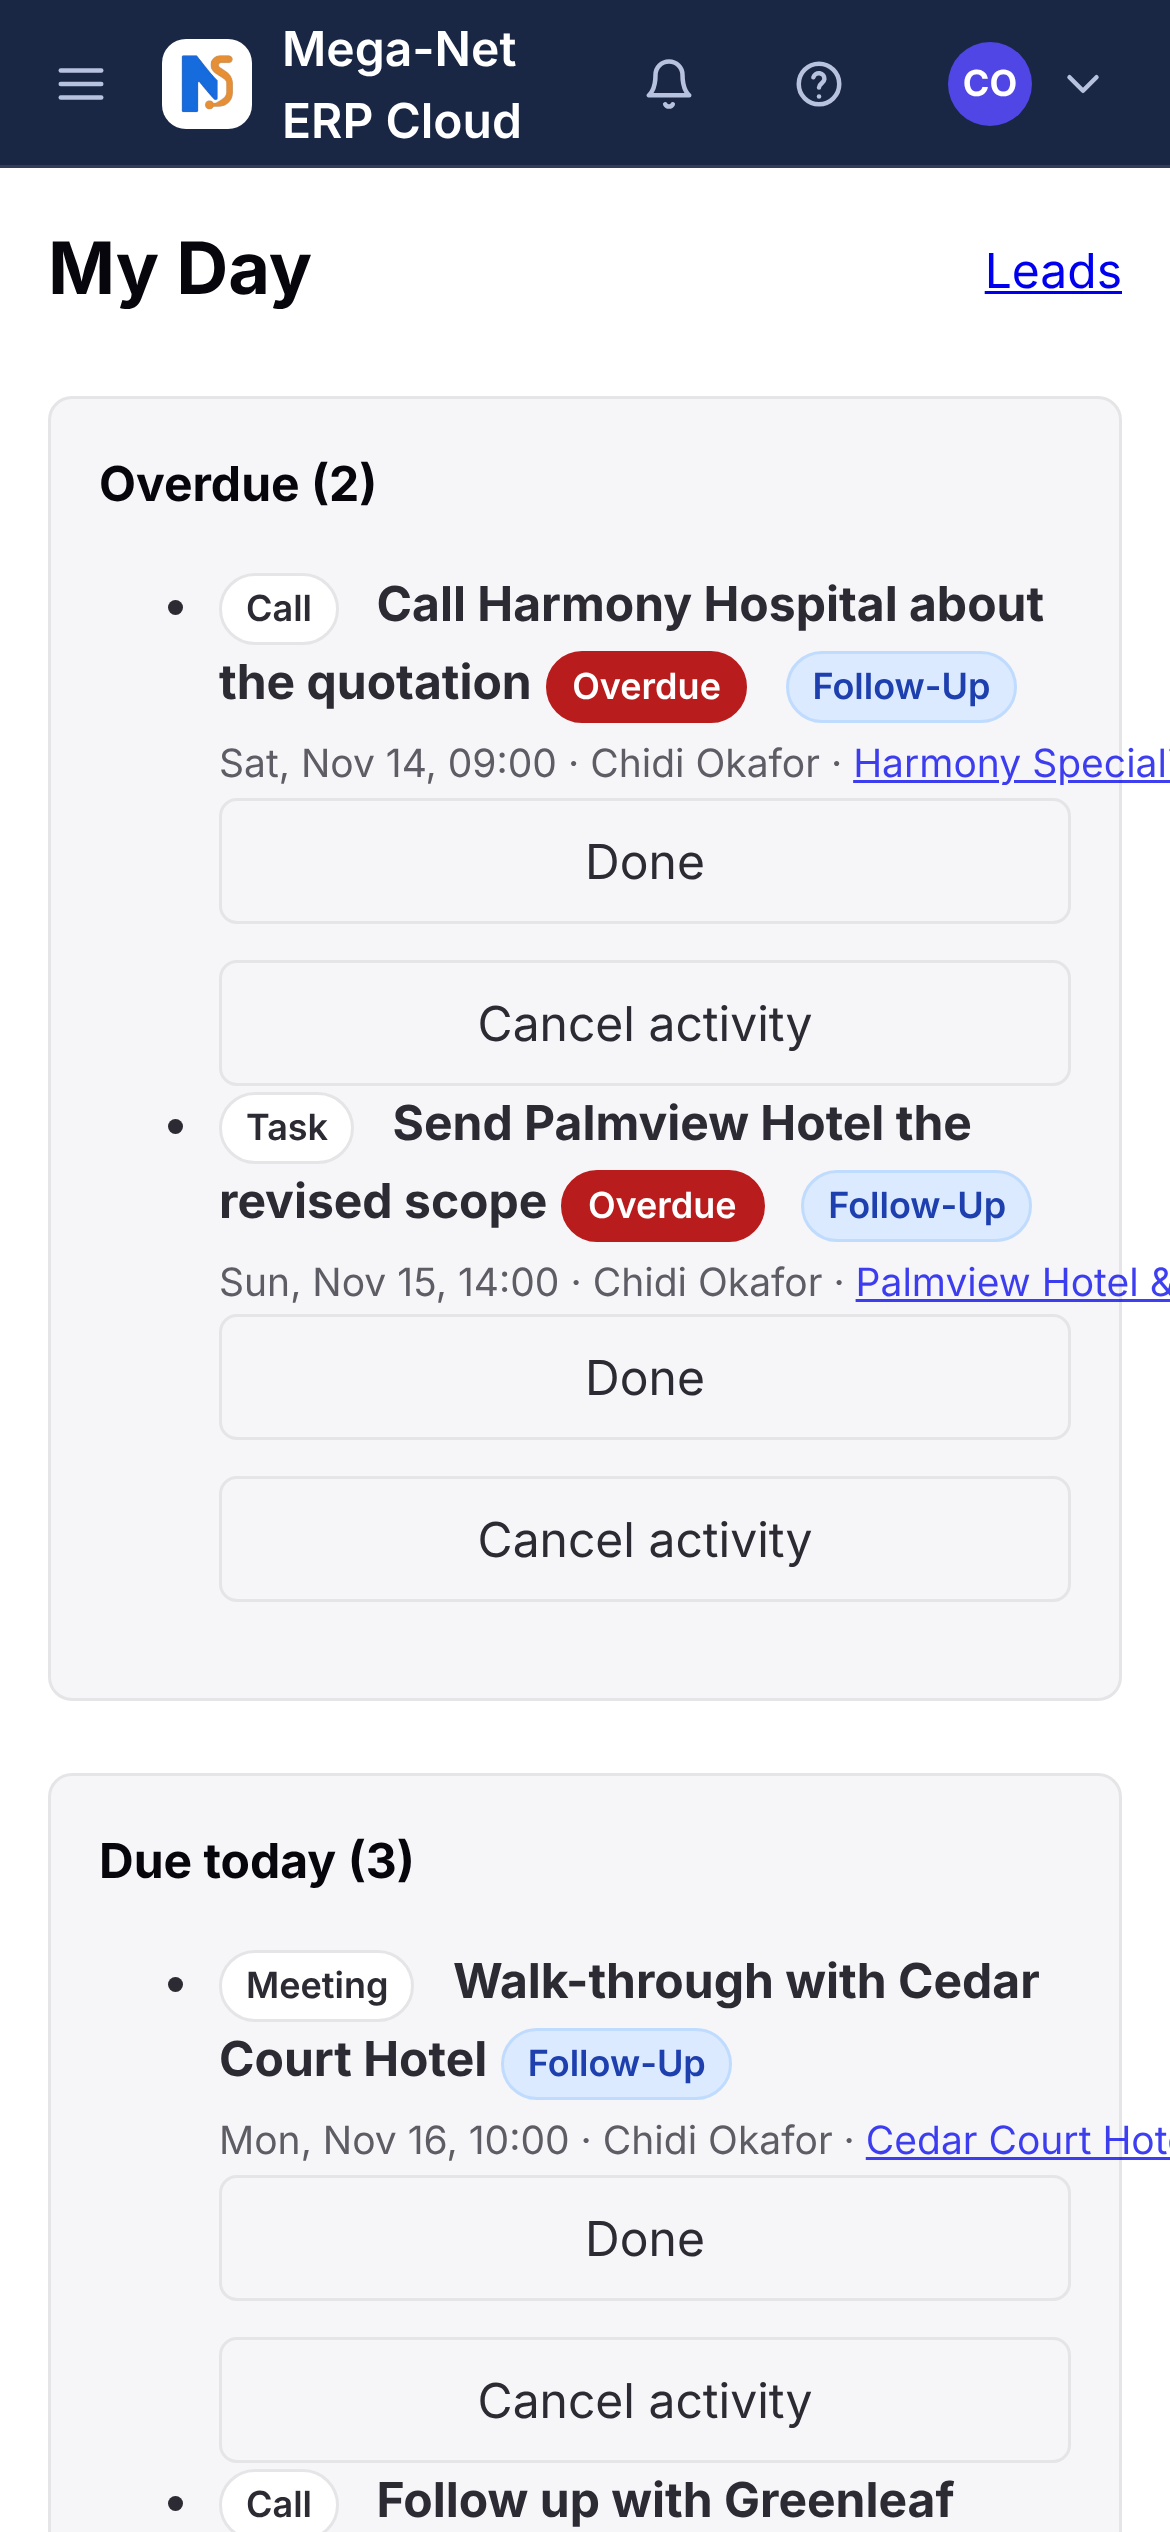 Mega-Net
ERP Cloud
CO
My Day
Leads
Overdue (2)
Call Call Harmony Hospital about
the quotation Overdue Follow-Up
Sat, Nov 14, 09:00 · Chidi Okafor · Harmony Special
Done
Cancel activity
Task Send Palmview Hotel the
revised scope Overdue Follow-Up
Sun, Nov 15, 14:00 · Chidi Okafor · Palmview Hotel &
Done
Cancel activity
Due today (3)
Meeting Walk-through with Cedar
Court Hotel Follow-Up
Mon, Nov 16, 10:00 · Chidi Okafor · Cedar Court Hot
Done
Cancel activity
Call Follow up with Greenleaf